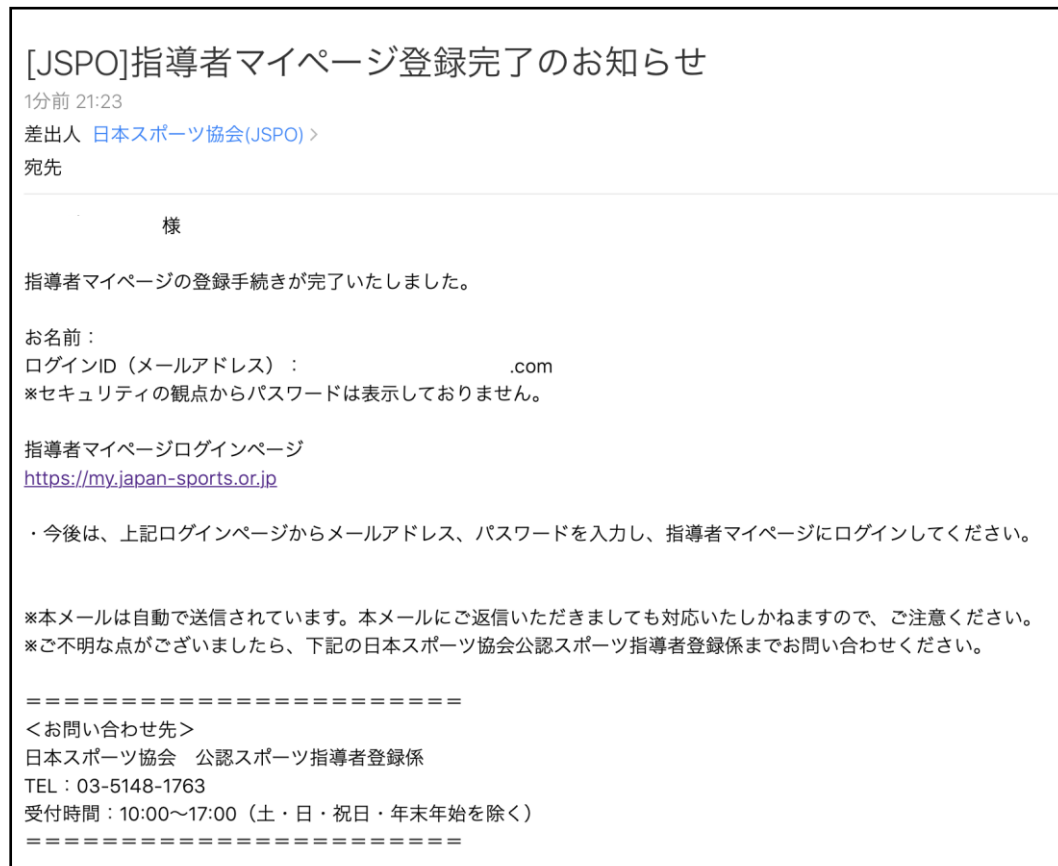 [JSPO]指導者マイページ登録完了のお知らせ
1分前 21:23
差出人 日本スポーツ協会(JSPO) >
宛先
様
指導者マイページの登録手続きが完了いたしました。
お名前：
ログインID（メールアドレス）： .com
※セキュリティの観点からパスワードは表示しておりません。
指導者マイページログインページ
https://my.japan-sports.or.jp
・今後は、上記ログインページからメールアドレス、パスワードを入力し、指導者マイページにログインしてください。
※本メールは自動で送信されています。本メールにご返信いただきましても対応いたしかねますので、ご注意ください。
※ご不明な点がございましたら、下記の日本スポーツ協会公認スポーツ指導者登録係までお問い合わせください。
＝＝＝＝＝＝＝＝＝＝＝＝＝＝＝＝＝＝＝＝＝＝＝
＜お問い合わせ先＞
日本スポーツ協会　公認スポーツ指導者登録係
TEL：03-5148-1763
受付時間：10:00〜17:00（土・日・祝日・年末年始を除く）
＝＝＝＝＝＝＝＝＝＝＝＝＝＝＝＝＝＝＝＝＝＝＝